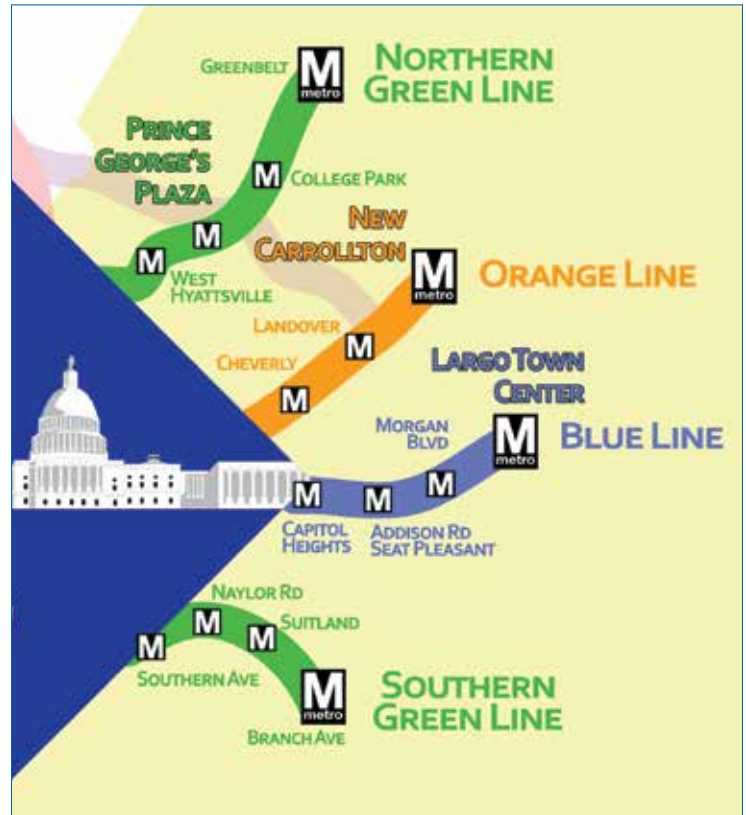 GREENBELT
M
metro
NORTHERN
GREEN LINE
PRINCE
GEORGE'S
PLAZA
M
COLLEGE PARK
M
M
WEST
HYATTSVILLE
NEW
CARROLLTON
M
metro
ORANGE LINE
LANDOVER
M
CHEVERLY
M
LARGO TOWN
CENTER
M
metro
BLUE LINE
MORGAN
BLVD
M
M
M
CAPITOL
HEIGHTS
ADDISON RD
SEAT PLEASANT
NAYLOR RD
M
SUITLAND
M
M
SOUTHERN AVE
M
metro
BRANCH AVE
SOUTHERN
GREEN LINE